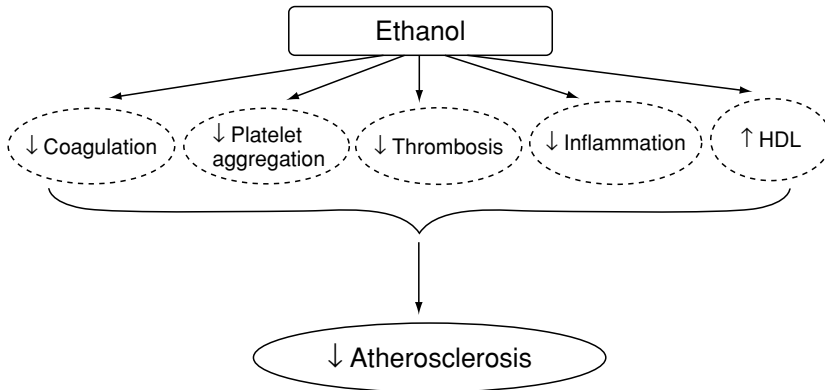 Ethanol
↓ Coagulation
↓ Platelet
aggregation
↓ Thrombosis
↓ Inflammation
↑ HDL
↓ Atherosclerosis